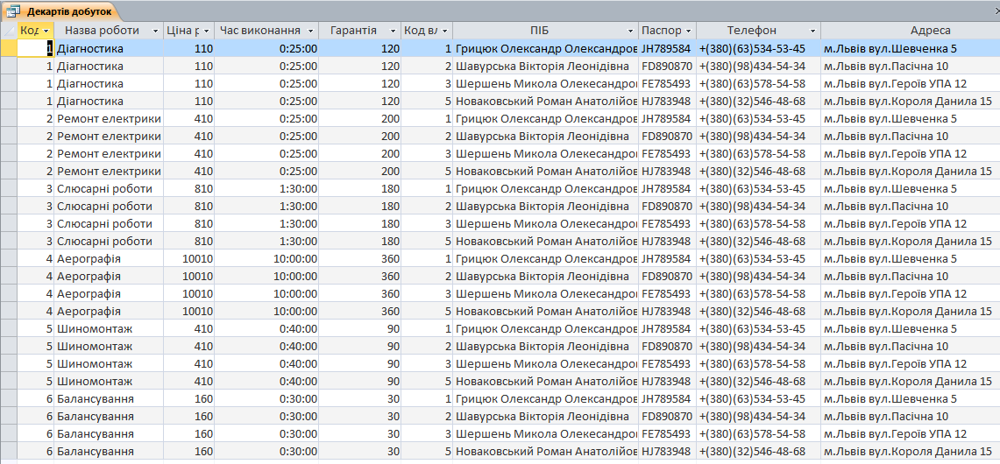 Декартів добуток
Код Назва роботи Ціна р Час виконання Гарантія Код вл ПІБ Паспор Телефон Адреса
1 Діагностика 110 0:25:00 120 1 Грицюк Олександр Олександров JH789584 +(380)(63)534-53-45 м.Львів вул.Шевченка 5
1 Діагностика 110 0:25:00 120 2 Шавурська Вікторія Леонідівна FD890870 +(380)(98)434-54-34 м.Львів вул.Пасічна 10
1 Діагностика 110 0:25:00 120 3 Шершень Микола Олекесандро FE785493 +(380)(63)578-54-58 м.Львів вул.Героїв УПА 12
1 Діагностика 110 0:25:00 120 5 Новаковський Роман Анатолійов HJ783948 +(380)(32)546-48-68 м.Львів вул.Короля Данила 15
2 Ремонт електрики 410 0:25:00 200 1 Грицюк Олександр Олександров JH789584 +(380)(63)534-53-45 м.Львів вул.Шевченка 5
2 Ремонт електрики 410 0:25:00 200 2 Шавурська Вікторія Леонідівна FD890870 +(380)(98)434-54-34 м.Львів вул.Пасічна 10
2 Ремонт електрики 410 0:25:00 200 3 Шершень Микола Олекесандро FE785493 +(380)(63)578-54-58 м.Львів вул.Героїв УПА 12
2 Ремонт електрики 410 0:25:00 200 5 Новаковський Роман Анатолійов HJ783948 +(380)(32)546-48-68 м.Львів вул.Короля Данила 15
3 Слюсарні роботи 810 1:30:00 180 1 Грицюк Олександр Олександров JH789584 +(380)(63)534-53-45 м.Львів вул.Шевченка 5
3 Слюсарні роботи 810 1:30:00 180 2 Шавурська Вікторія Леонідівна FD890870 +(380)(98)434-54-34 м.Львів вул.Пасічна 10
3 Слюсарні роботи 810 1:30:00 180 3 Шершень Микола Олекесандро FE785493 +(380)(63)578-54-58 м.Львів вул.Героїв УПА 12
3 Слюсарні роботи 810 1:30:00 180 5 Новаковський Роман Анатолійов HJ783948 +(380)(32)546-48-68 м.Львів вул.Короля Данила 15
4 Аерографія 10010 10:00:00 360 1 Грицюк Олександр Олександров JH789584 +(380)(63)534-53-45 м.Львів вул.Шевченка 5
4 Аерографія 10010 10:00:00 360 2 Шавурська Вікторія Леонідівна FD890870 +(380)(98)434-54-34 м.Львів вул.Пасічна 10
4 Аерографія 10010 10:00:00 360 3 Шершень Микола Олекесандро FE785493 +(380)(63)578-54-58 м.Львів вул.Героїв УПА 12
4 Аерографія 10010 10:00:00 360 5 Новаковський Роман Анатолійов HJ783948 +(380)(32)546-48-68 м.Львів вул.Короля Данила 15
5 Шиномонтаж 410 0:40:00 90 1 Грицюк Олександр Олександров JH789584 +(380)(63)534-53-45 м.Львів вул.Шевченка 5
5 Шиномонтаж 410 0:40:00 90 2 Шавурська Вікторія Леонідівна FD890870 +(380)(98)434-54-34 м.Львів вул.Пасічна 10
5 Шиномонтаж 410 0:40:00 90 3 Шершень Микола Олекесандро FE785493 +(380)(63)578-54-58 м.Львів вул.Героїв УПА 12
5 Шиномонтаж 410 0:40:00 90 5 Новаковський Роман Анатолійов HJ783948 +(380)(32)546-48-68 м.Львів вул.Короля Данила 15
6 Балансування 160 0:30:00 30 1 Грицюк Олександр Олександров JH789584 +(380)(63)534-53-45 м.Львів вул.Шевченка 5
6 Балансування 160 0:30:00 30 2 Шавурська Вікторія Леонідівна FD890870 +(380)(98)434-54-34 м.Львів вул.Пасічна 10
6 Балансування 160 0:30:00 30 3 Шершень Микола Олекесандро FE785493 +(380)(63)578-54-58 м.Львів вул.Героїв УПА 12
6 Балансування 160 0:30:00 30 5 Новаковський Роман Анатолійов HJ783948 +(380)(32)546-48-68 м.Львів вул.Короля Данила 15